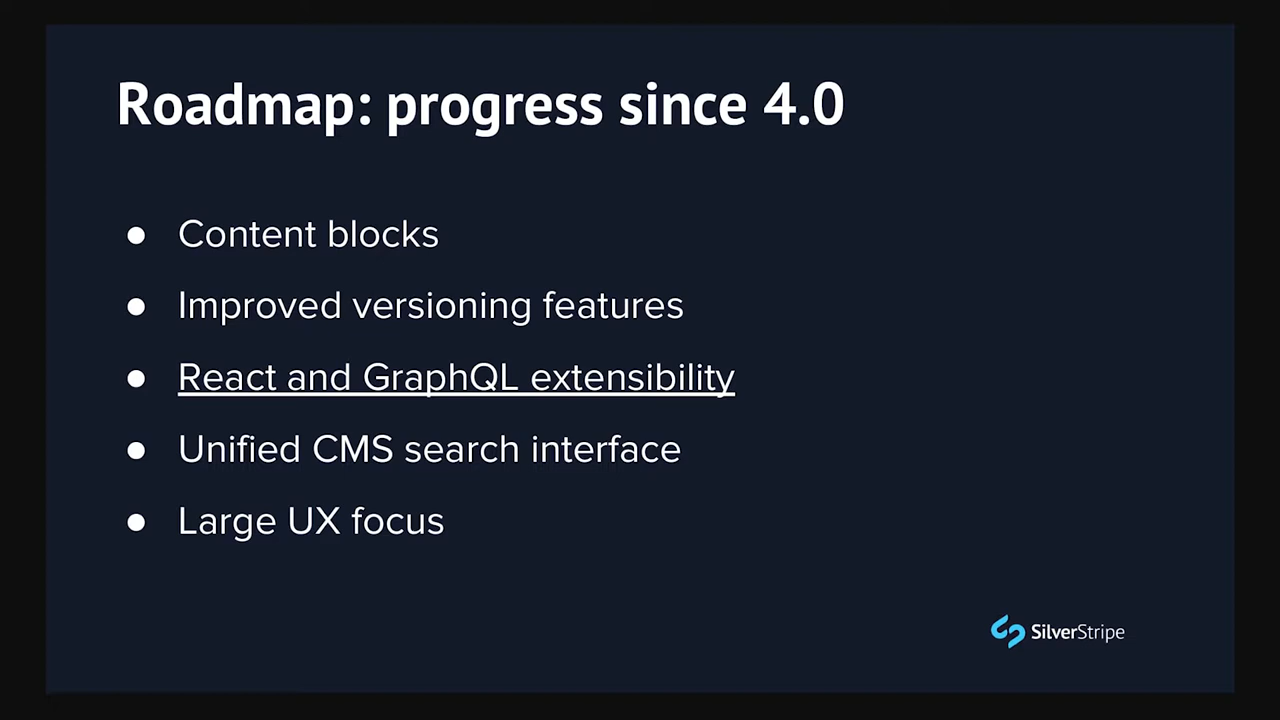 Roadmap: progress since 4.0
● Content blocks
● Improved versioning features
● React and GraphQL extensibility
● Unified CMS search interface
● Large UX focus
SilverStripe